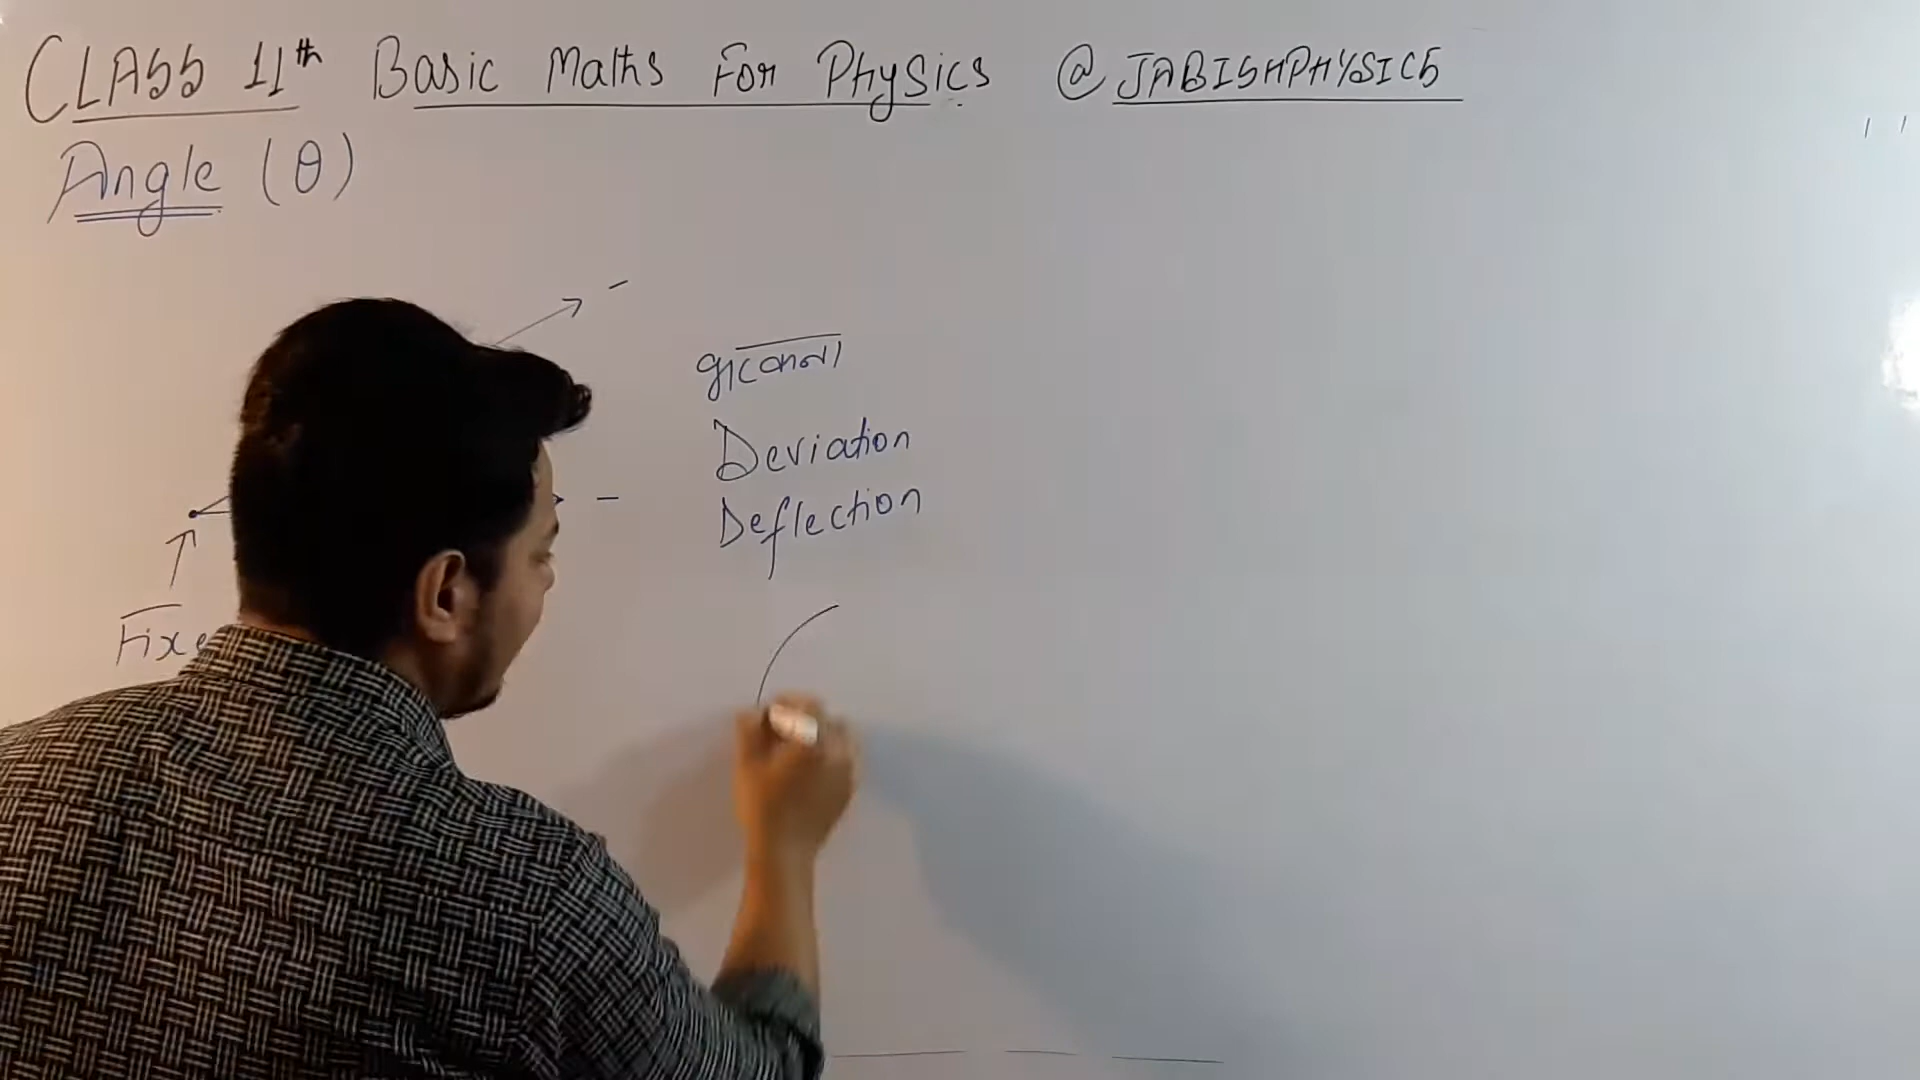 CLASS 11th Basic Maths For Physics @JABISHPHYSICS
Angle (θ)
Deviation
Deflection
Fixe